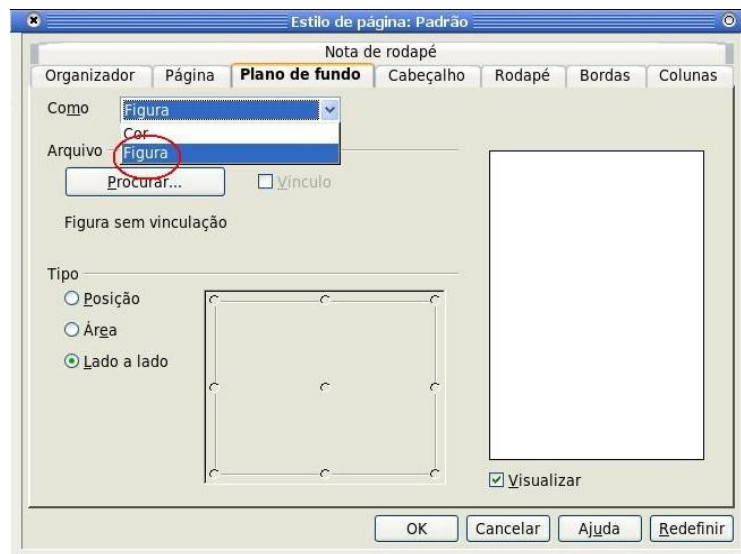 Estilo de página: Padrão
Nota de rodapé
Organizador Página Plano de fundo Cabeçalho Rodapé Bordas Colunas
Como Figura
Cor
Arquivo Figura
Procurar... Vínculo
Figura sem vinculação
Tipo
Posição
Área
Lado a lado
Visualizar
OK Cancelar Ajuda Redefinir